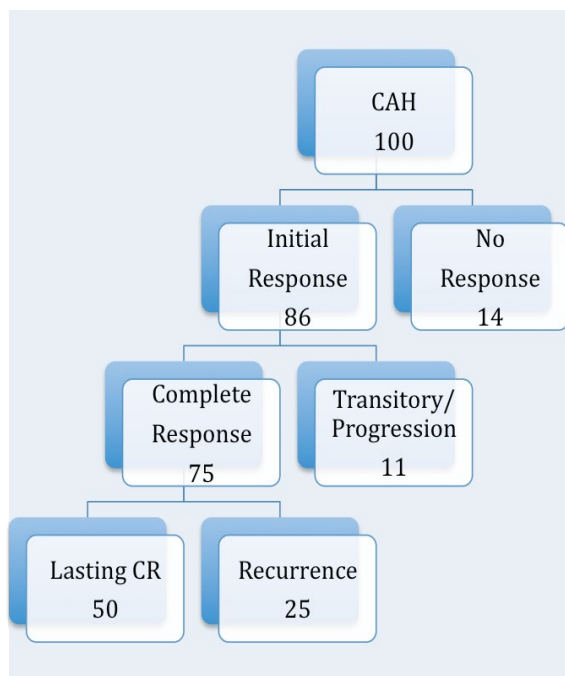 CAH
100
Initial
Response
86
No
Response
14
Complete
Response
75
Transitory/
Progression
11
Lasting CR
50
Recurrence
25